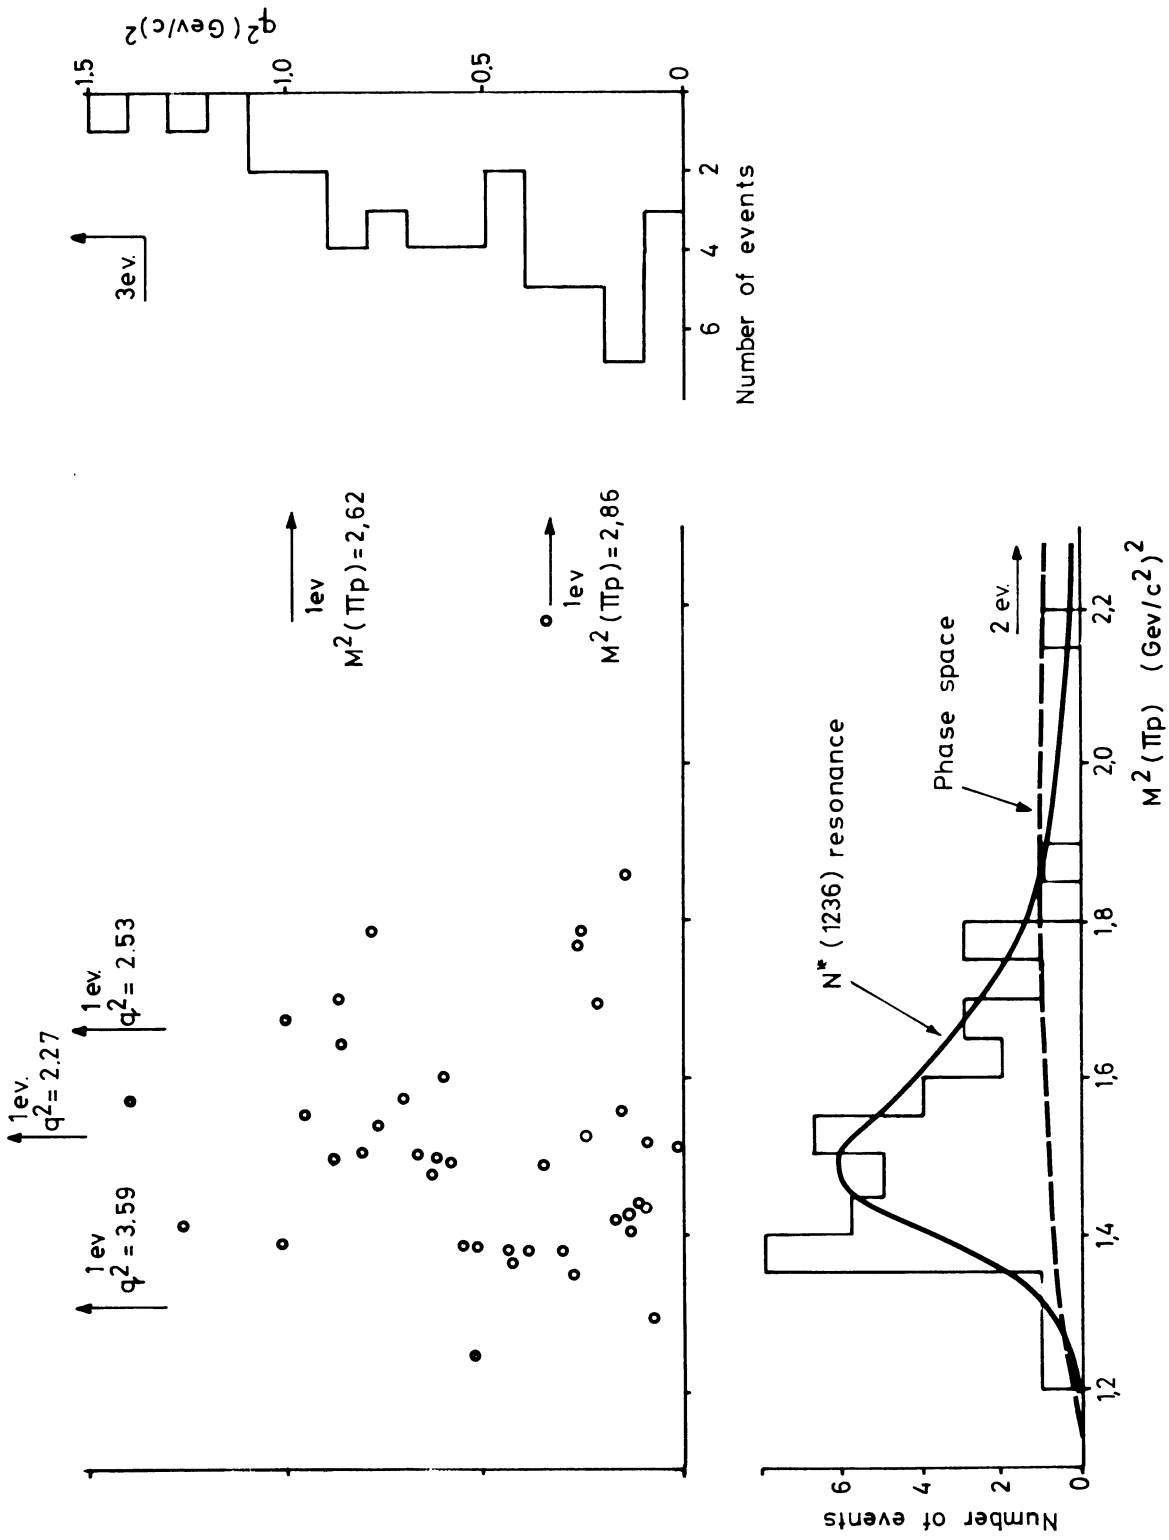 q² (Gev/c)²
1,5
1,0
0,5
0
2
4
6
Number of events
3ev.
1ev
M²(πp) = 2,62
1ev
M²(πp) = 2,86
1ev.
q² = 2.53
1ev.
q² = 2.27
1ev
q² = 3.59
2 ev.
Phase space
N* (1236) resonance
6
4
2
0
Number of events
1,2
1,4
1,6
1,8
2,0
2,2
M²(πp) (Gev/c²)²